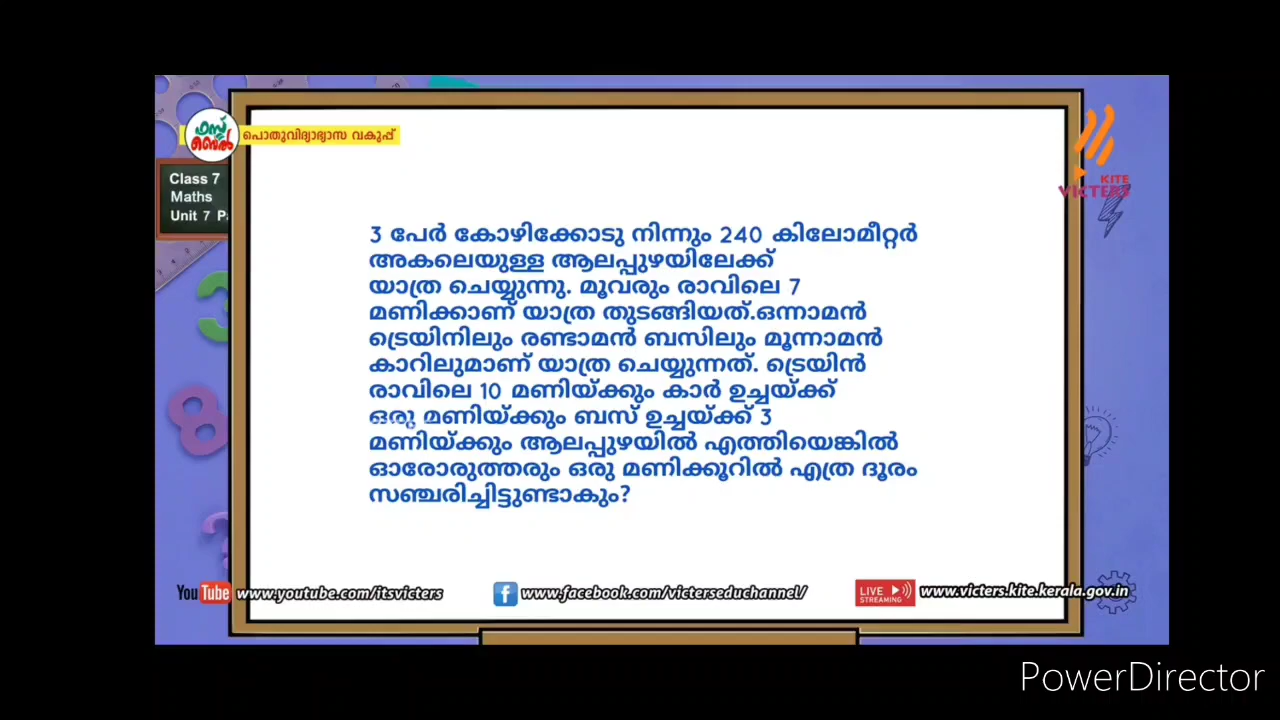 ഫസ്റ്റ്
ബെൽ
പൊതുവിദ്യാഭ്യാസ വകുപ്പ്
Class 7
Maths
Unit 7
KITE
VICTERS
3 പേർ കോഴിക്കോടു നിന്നും 240 കിലോമീറ്റർ
അകലെയുള്ള ആലപ്പുഴയിലേക്ക്
യാത്ര ചെയ്യുന്നു. മൂവരും രാവിലെ 7
മണിക്കാണ് യാത്ര തുടങ്ങിയത്.ഒന്നാമൻ
ട്രെയിനിലും രണ്ടാമൻ ബസിലും മൂന്നാമൻ
കാറിലുമാണ് യാത്ര ചെയ്യുന്നത്. ട്രെയിൻ
രാവിലെ 10 മണിയ്ക്കും കാർ ഉച്ചയ്ക്ക്
ഒരു മണിയ്ക്കും ബസ് ഉച്ചയ്ക്ക് 3
മണിയ്ക്കും ആലപ്പുഴയിൽ എത്തിയെങ്കിൽ
ഓരോരുത്തരും ഒരു മണിക്കൂറിൽ എത്ര ദൂരം
സഞ്ചരിച്ചിട്ടുണ്ടാകും?
YouTube www.youtube.com/itsvicters
f www.facebook.com/victerseduchannel/
LIVE STREAMING www.victers.kite.kerala.gov.in
PowerDirector